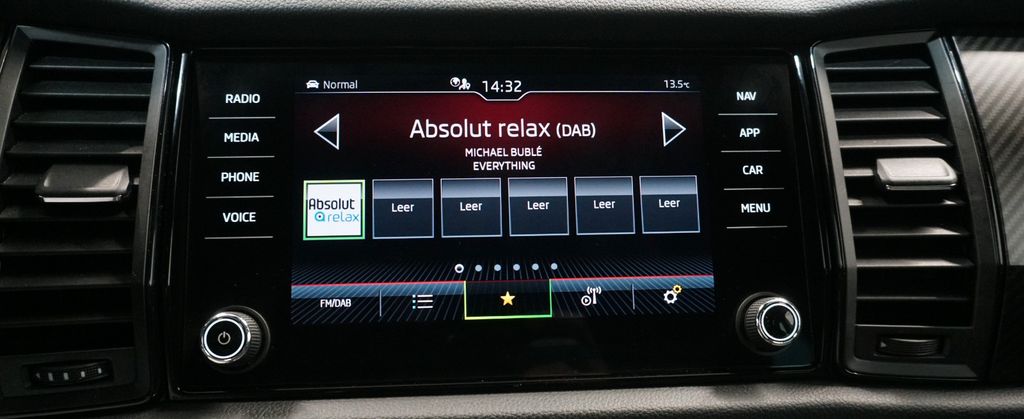 Normal
14:32
13.5°C
RADIO
MEDIA
PHONE
VOICE
Absolut relax (DAB)
MICHAEL BUBLÉ
EVERYTHING
Absolut
relax
Leer
Leer
Leer
Leer
Leer
FM/DAB
NAV
APP
CAR
MENU